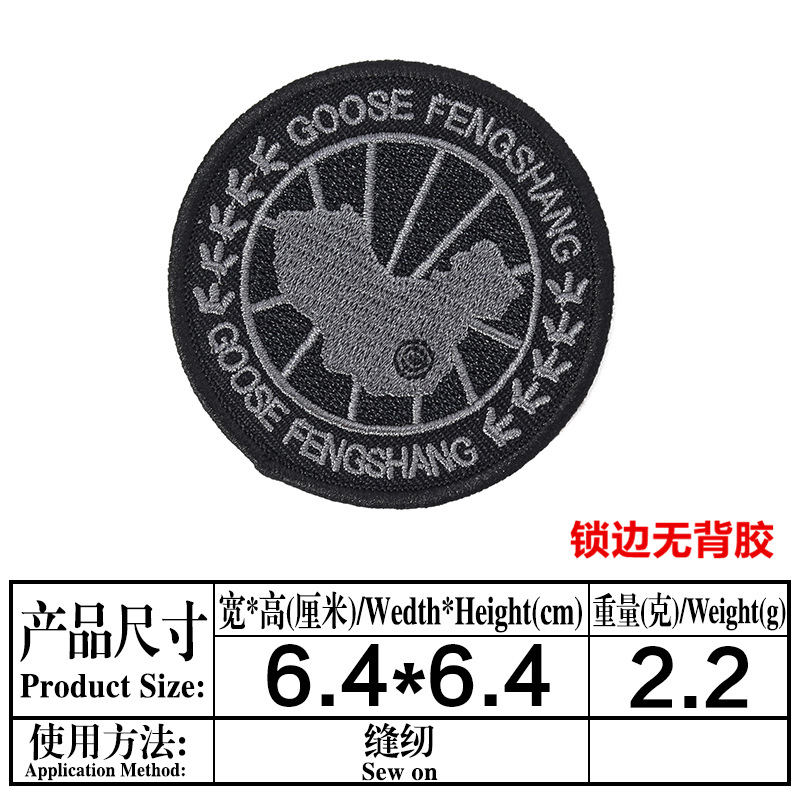 GOOSE FENGSHANG
GOOSE FENGSHANG
锁边无背胶
产品尺寸
Product Size:
宽*高(厘米)/Wedth*Height(cm)
重量(克)/Weight(g)
6.4*6.4
2.2
使用方法:
Application Method:
缝纫
Sew on